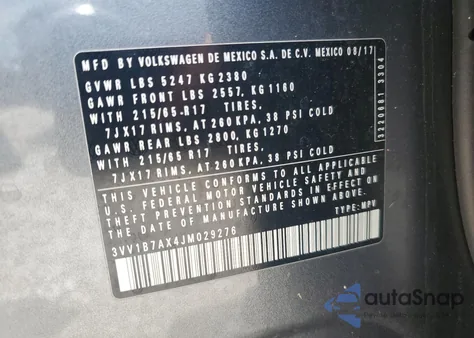 MFD BY VOLKSWAGEN DE MEXICO S.A. DE C.V. MEXICO 08/17
GVWR LBS 5247 KG 2380
GAWR FRONT LBS 2557, KG 1160
WITH 215/65-R17 TIRES.
7JX17 RIMS, AT 260 KPA, 38 PSI COLD
GAWR REAR LBS 2800, KG 1270
WITH 215/65 R17 TIRES.
7JX17 RIMS, AT 260 KPA, 38 PSI COLD
THIS VEHICLE CONFORMS TO ALL APPLICABLE
U.S. FEDERAL MOTOR VEHICLE SAFETY AND
THEFT PREVENTION STANDARDS IN EFFECT ON
THE DATE OF MANUFACTURE SHOWN ABOVE.
3VV1B7AX4JM029276 TYPE: MPV
3220681 3304
autoSnap